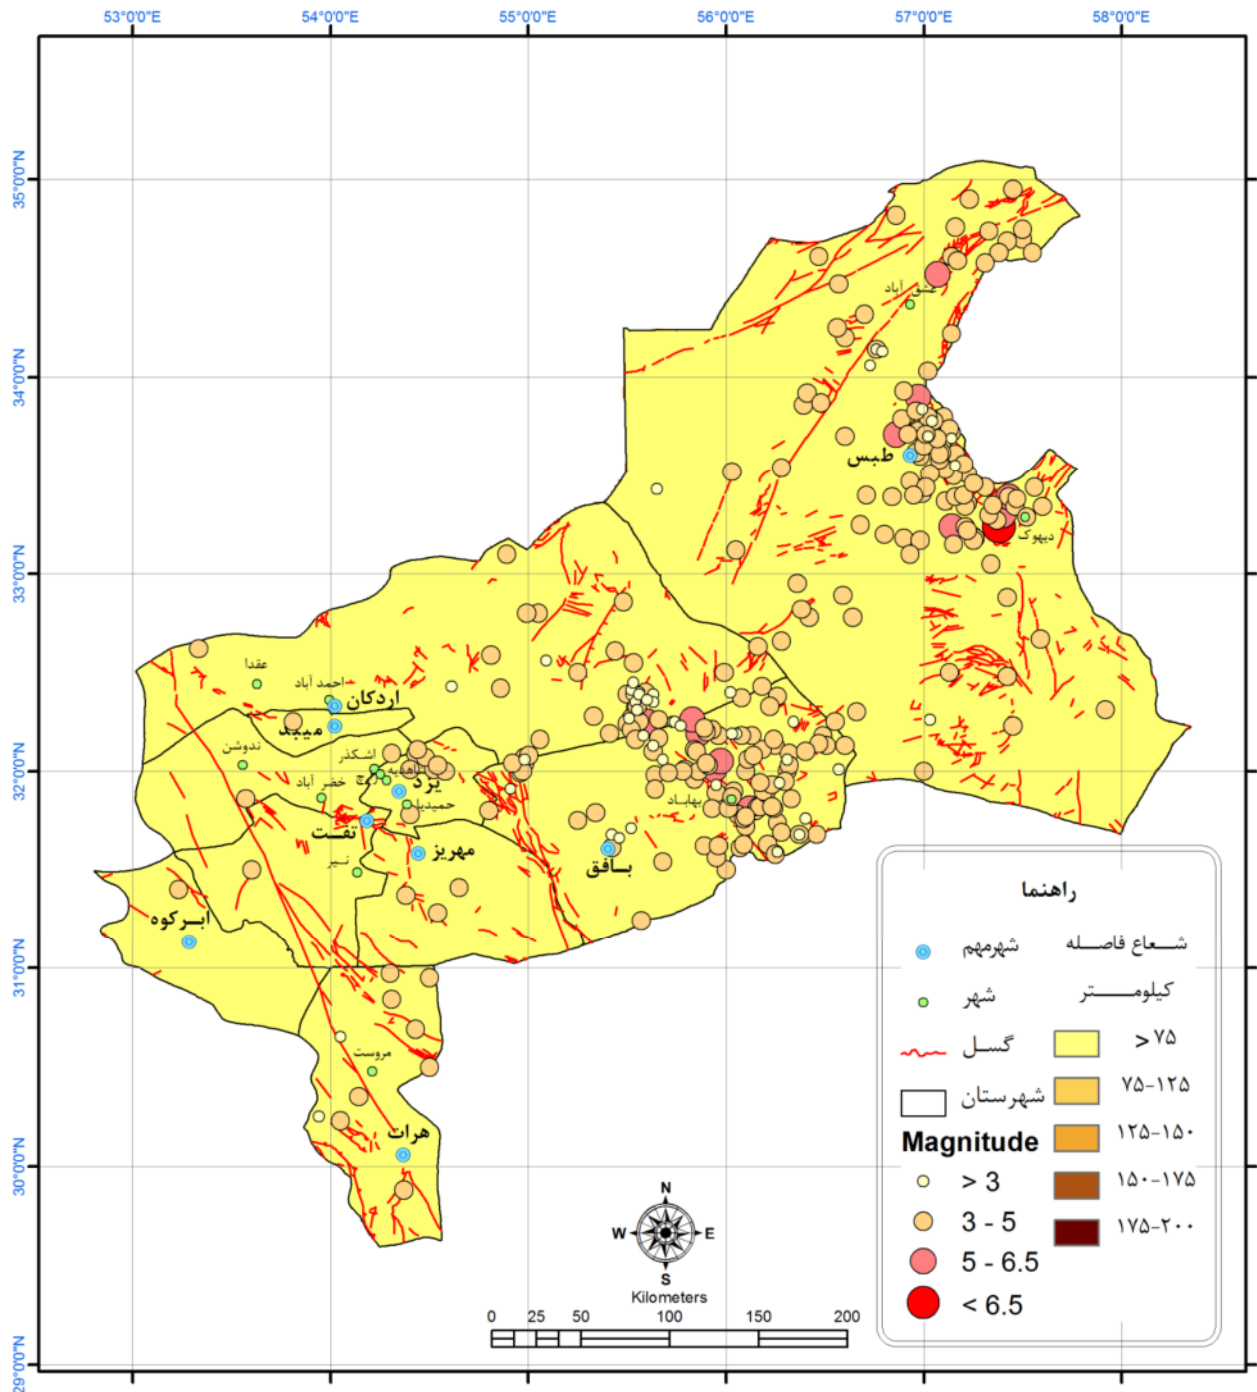 53°0'0"E
54°0'0"E
55°0'0"E
56°0'0"E
57°0'0"E
58°0'0"E
35°0'0"N
34°0'0"N
33°0'0"N
32°0'0"N
31°0'0"N
30°0'0"N
29°0'0"N
عشق آباد
طبس
دیهوک
عقدا
احمد آباد
اردکان
میبد
ندوشن
اشکذر
خضر آباد
یزد
حمیدیا
بهاباد
تفت
مهریز
بافق
نیر
ابرکوه
مروست
هرات
راهنما
شهرمهم
شهر
گسل
شهرستان
Magnitude
> 3
3 - 5
5 - 6.5
< 6.5
شعاع فاصله
کیلومتر
> ۷۵
۷۵-۱۲۵
۱۲۵-۱۵۰
۱۵۰-۱۷۵
۱۷۵-۲۰۰
N
W E
S
Kilometers
0 25 50 100 150 200